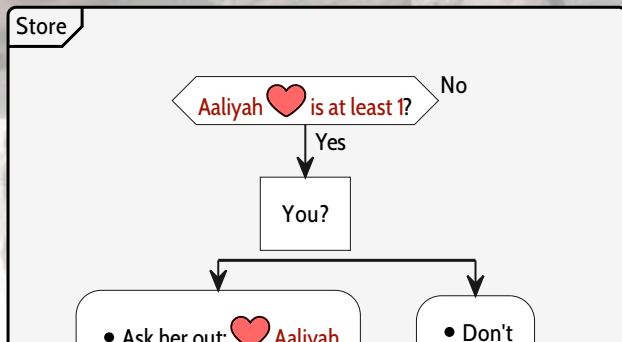 Store
Aaliyah is at least 1?
No
Yes
You?
• Ask her out: Aaliyah
• Don't